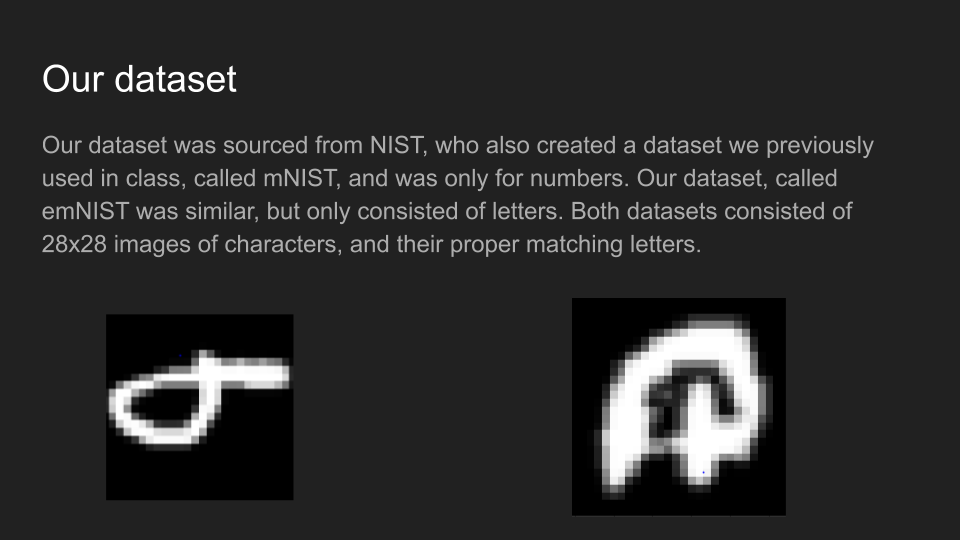 Our dataset
Our dataset was sourced from NIST, who also created a dataset we previously
used in class, called mNIST, and was only for numbers. Our dataset, called
emNIST was similar, but only consisted of letters. Both datasets consisted of
28x28 images of characters, and their proper matching letters.